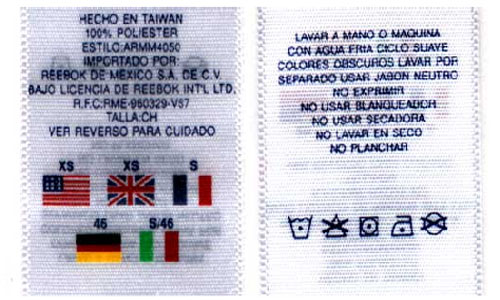 HECHO EN TAIWAN
100% POLIESTER
ESTILO:ARMM4050
IMPORTADO POR:
REEBOK DE MEXICO S.A. DE C.V.
BAJO LICENCIA DE REEBOK INT'L LTD.
R.F.C:RME-960329-VS7
TALLA:CH
VER REVERSO PARA CUIDADO
XS XS S
46 S/46
LAVAR A MANO O MAQUINA
CON AGUA FRIA CICLO SUAVE
COLORES OBSCUROS LAVAR POR
SEPARADO USAR JABON NEUTRO
NO EXPRIMIR
NO USAR BLANQUEADOR
NO USAR SECADORA
NO LAVAR EN SECO
NO PLANCHAR